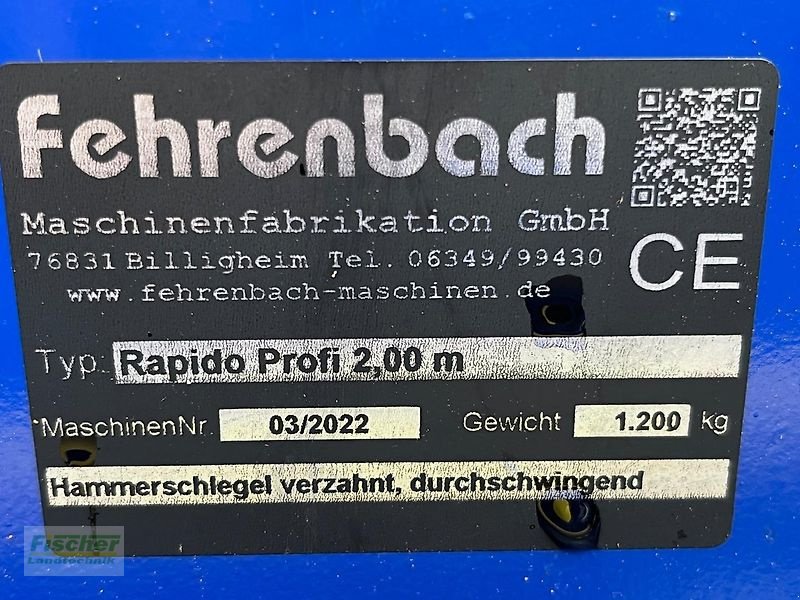 fehrenbach
Maschinenfabrikation GmbH
76831 Billigheim Tel. 06349/99430
www.fehrenbach-maschinen.de
CE
Typ: Rapido Profi 2,00 m
MaschinenNr 03/2022 Gewicht 1.200 Kg
Hammerschlegel verzahnt, durchschwingend
Fischer
Landtechnik